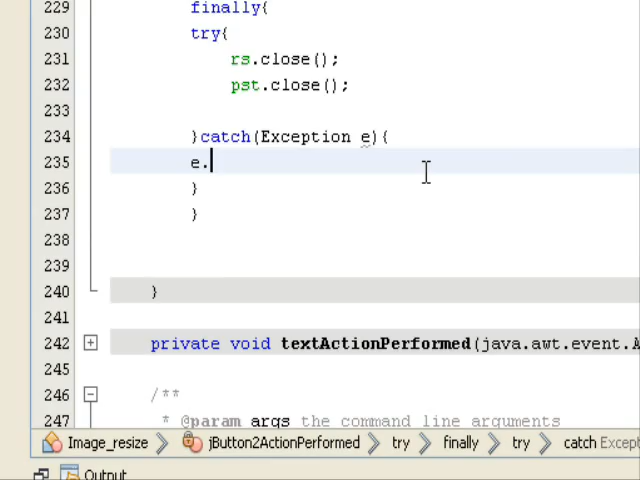 229 finally{
230 try{
231 rs.close();
232 pst.close();
233
234 }catch(Exception e){
235 e.
236 }
237 }
238
239
240 }
241
242 private void textActionPerformed(java.awt.event.A
245
246 /**
247 * @param args the command line arguments
Image_resize jButton2ActionPerformed try finally try catch Except
Output